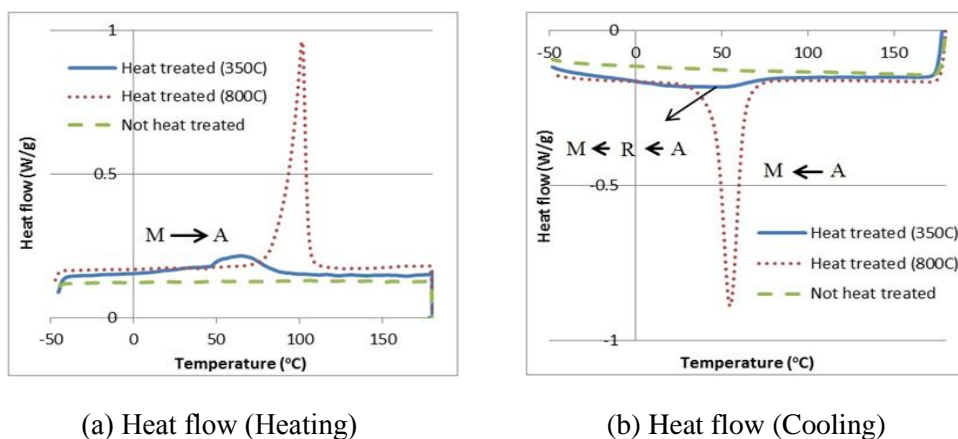 1
Heat treated (350C)
Heat treated (800C)
Not heat treated
0.5
M → A
0
-50 0 50 100 150
Heat flow (W/g)
Temperature (°C)
(a) Heat flow (Heating)
0
-50 0 50 100 150
M ← R ← A
M ← A
-0.5
Heat treated (350C)
Heat treated (800C)
Not heat treated
-1
Heat flow (W/g)
Temperature (°C)
(b) Heat flow (Cooling)